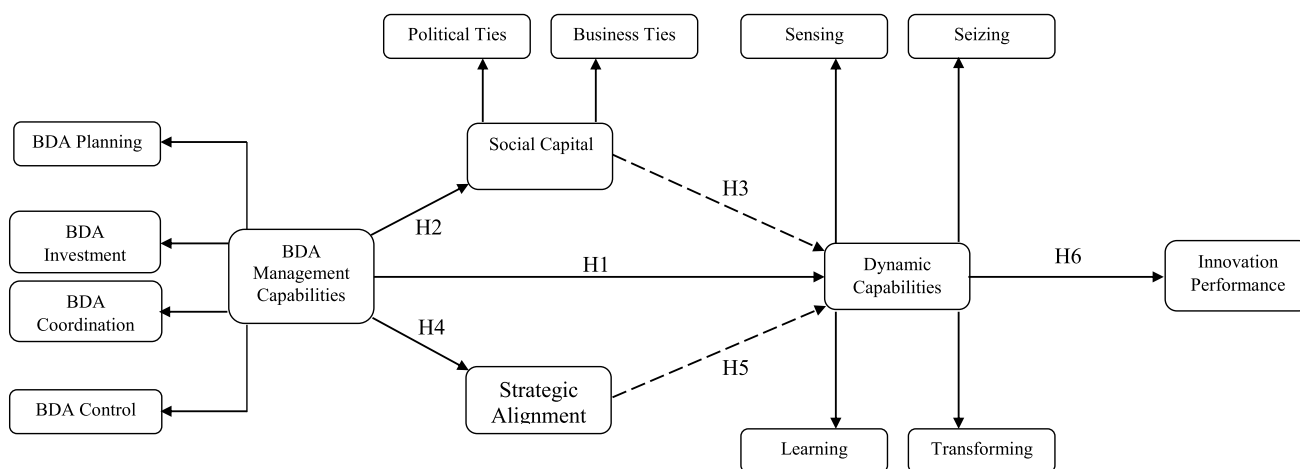 Political Ties
Business Ties
Sensing
Seizing
BDA Planning
Social Capital
H3
H2
BDA
Investment
BDA
Management
Capabilities
H1
Dynamic
Capabilities
H6
Innovation
Performance
BDA
Coordination
H4
H5
Strategic
Alignment
BDA Control
Learning
Transforming